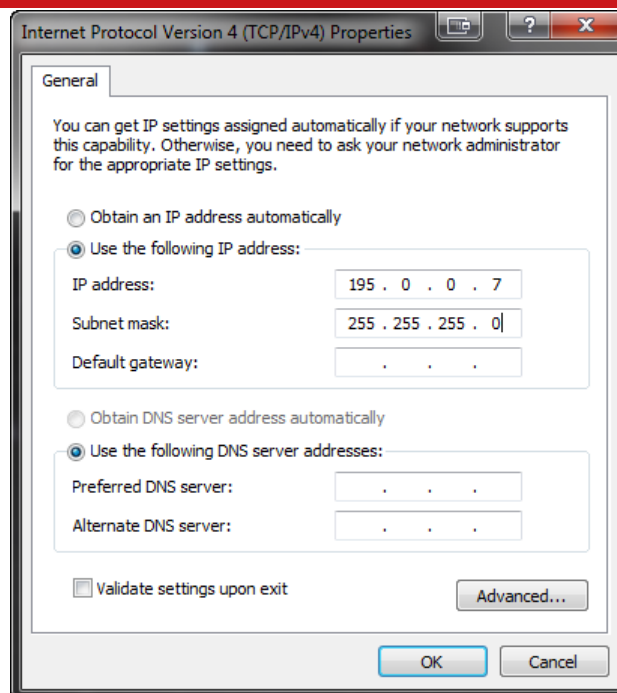 Internet Protocol Version 4 (TCP/IPv4) Properties
General
You can get IP settings assigned automatically if your network supports
this capability. Otherwise, you need to ask your network administrator
for the appropriate IP settings.
Obtain an IP address automatically
Use the following IP address:
IP address: 195 . 0 . 0 . 7
Subnet mask: 255 . 255 . 255 . 0
Default gateway: . . .
Obtain DNS server address automatically
Use the following DNS server addresses:
Preferred DNS server: . . .
Alternate DNS server: . . .
Validate settings upon exit
Advanced...
OK Cancel